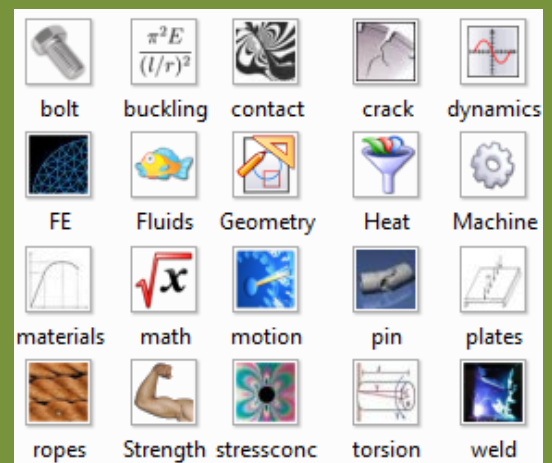 π²E
(l/r)²
bolt buckling contact crack dynamics
FE Fluids Geometry Heat Machine
x
materials math motion pin plates
ropes Strength stressconc torsion weld